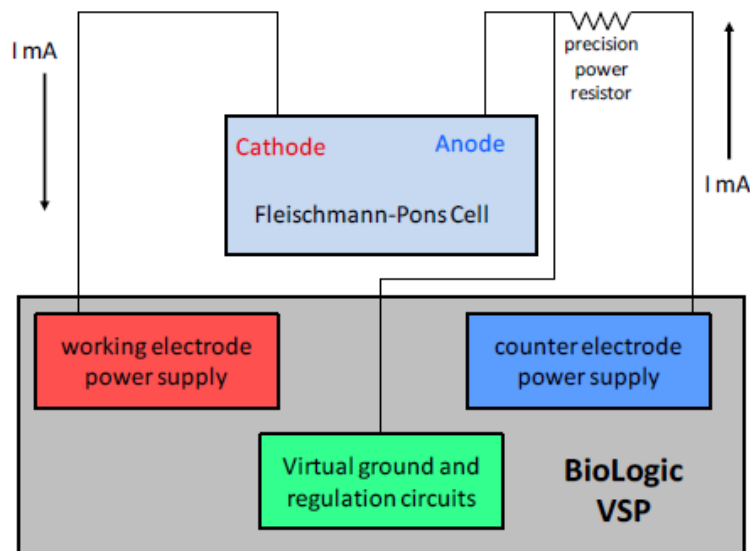 I mA
precision
power
resistor
I mA
Cathode
Anode
Fleischmann-Pons Cell
working electrode
power supply
counter electrode
power supply
Virtual ground and
regulation circuits
BioLogic
VSP